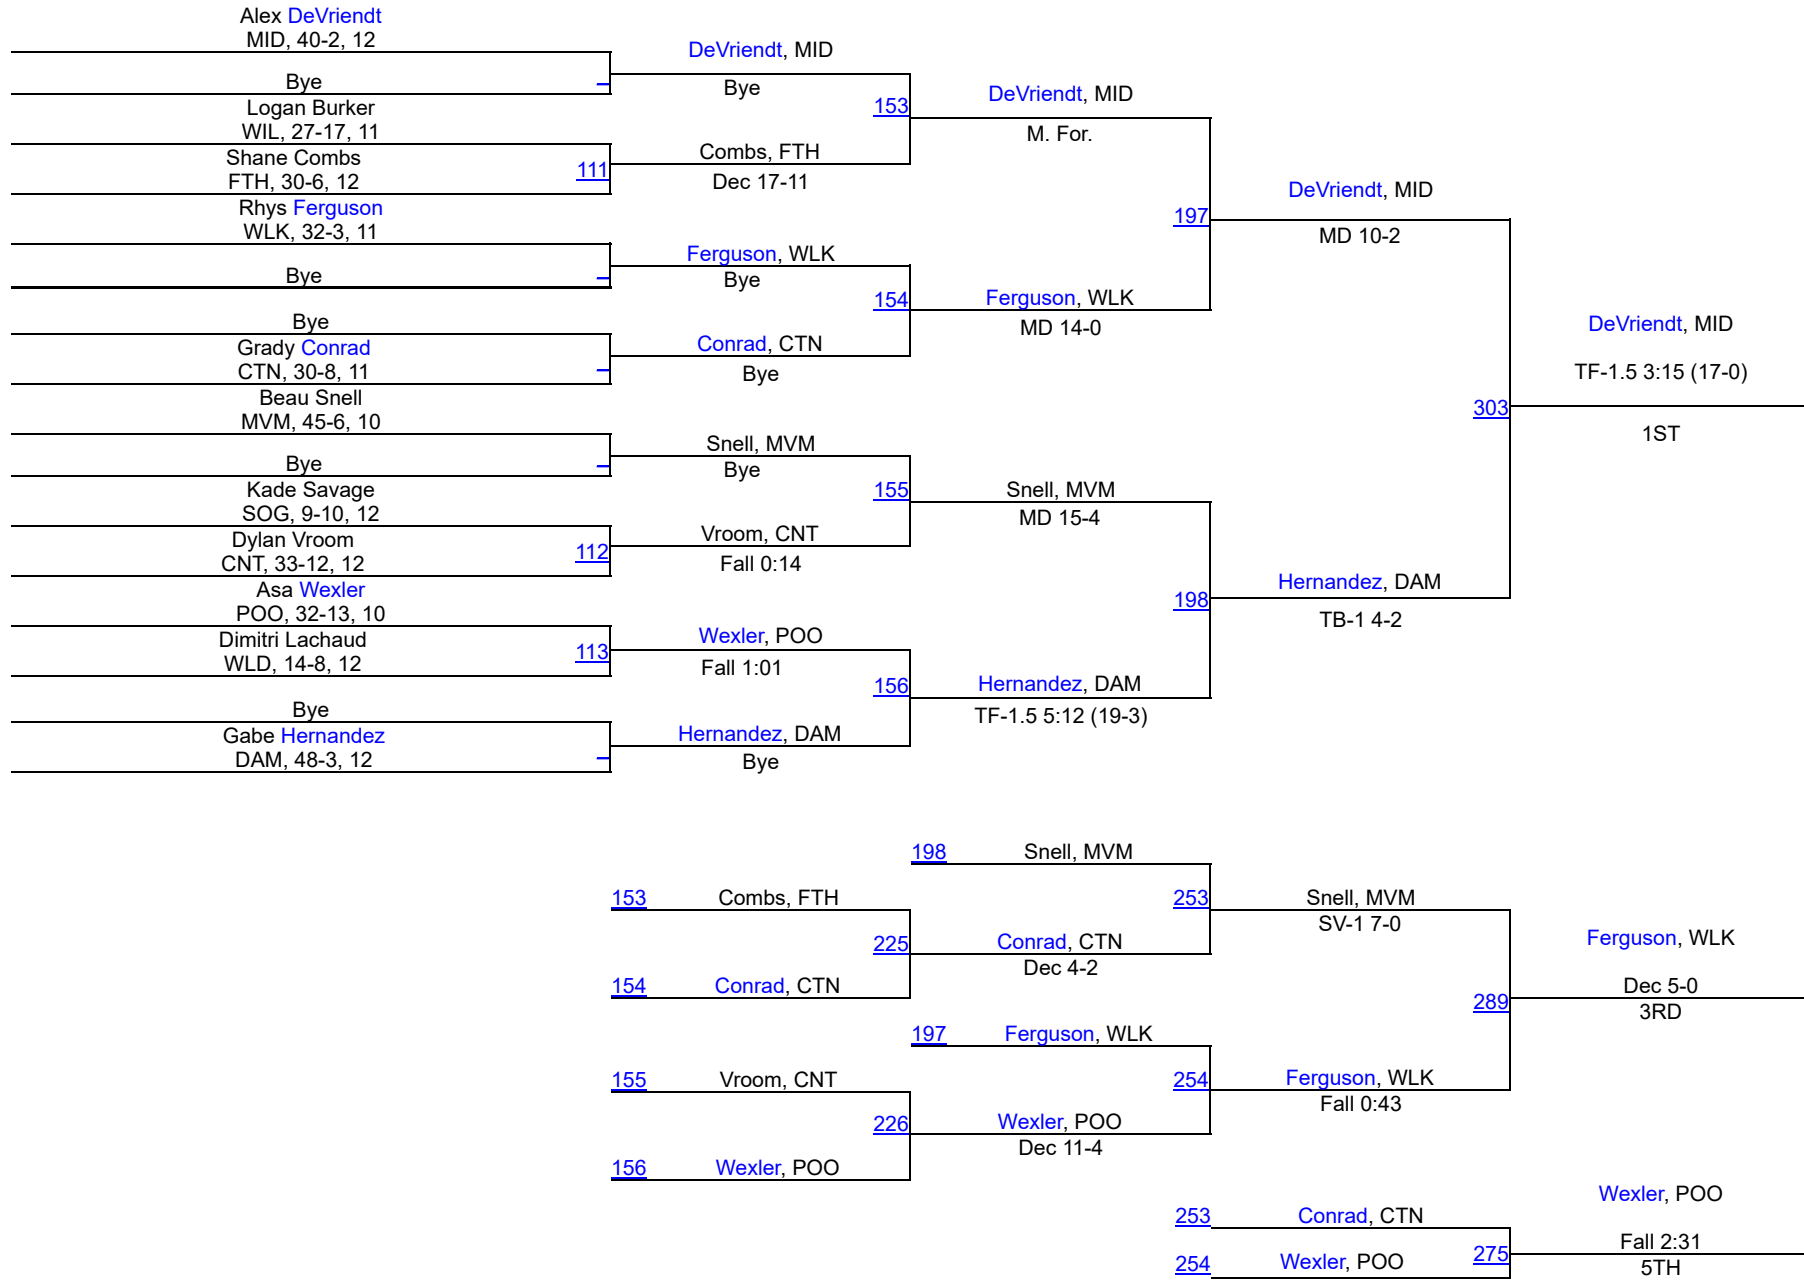 Alex DeVriendt
MID, 40-2, 12
Bye
Logan Burker
WIL, 27-17, 11
Shane Combs
FTH, 30-6, 12
111
Rhys Ferguson
WLK, 32-3, 11
Bye
Bye
Grady Conrad
CTN, 30-8, 11
Beau Snell
MVM, 45-6, 10
Bye
Kade Savage
SOG, 9-10, 12
Dylan Vroom
CNT, 33-12, 12
112
Asa Wexler
POO, 32-13, 10
Dimitri Lachaud
WLD, 14-8, 12
113
Bye
Gabe Hernandez
DAM, 48-3, 12
DeVriendt, MID
Bye
153
Combs, FTH
Dec 17-11
Ferguson, WLK
Bye
154
Conrad, CTN
Bye
Snell, MVM
Bye
155
Vroom, CNT
Fall 0:14
Wexler, POO
Fall 1:01
156
Hernandez, DAM
Bye
DeVriendt, MID
M. For.
197
Ferguson, WLK
MD 14-0
Snell, MVM
MD 15-4
198
Hernandez, DAM
TF-1.5 5:12 (19-3)
DeVriendt, MID
MD 10-2
303
Hernandez, DAM
TB-1 4-2
DeVriendt, MID
TF-1.5 3:15 (17-0)
1ST
198 Snell, MVM
153 Combs, FTH
253
225
Conrad, CTN
Dec 4-2
154 Conrad, CTN
Snell, MVM
SV-1 7-0
197 Ferguson, WLK
155 Vroom, CNT
254
226
Wexler, POO
Dec 11-4
156 Wexler, POO
Ferguson, WLK
Fall 0:43
289
Ferguson, WLK
Dec 5-0
3RD
253 Conrad, CTN
254 Wexler, POO
275
Wexler, POO
Fall 2:31
5TH